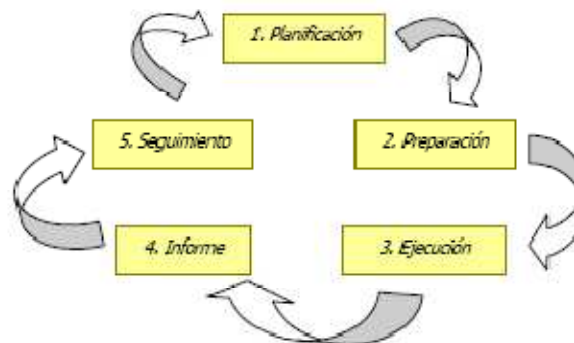 1. Planificación
2. Preparación
3. Ejecución
4. Informe
5. Seguimiento